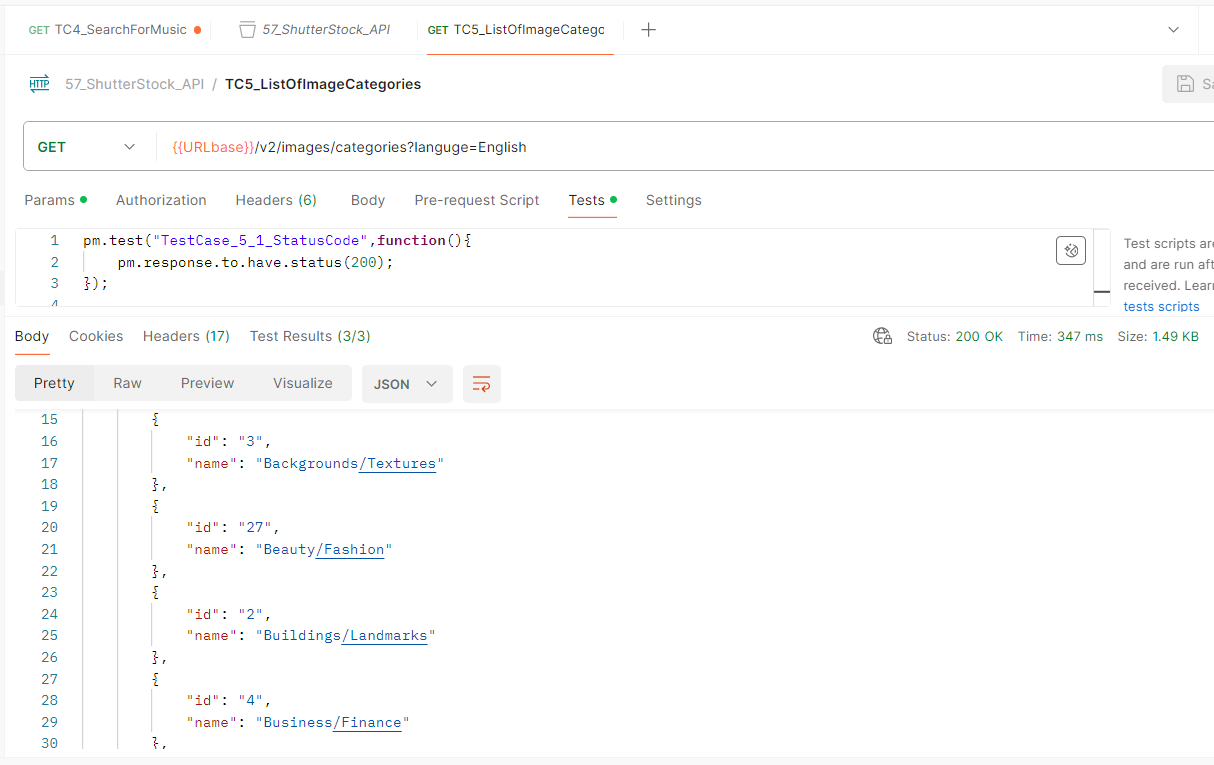 GET TC4_SearchForMusic
57_ShutterStock_API
GET TC5_ListOfImageCatego
HTTP 57_ShutterStock_API / TC5_ListOfImageCategories
GET {{URLbase}}/v2/images/categories?languge=English
Params Authorization Headers (6) Body Pre-request Script Tests Settings
1 pm.test("TestCase_5_1_StatusCode",function(){
2 pm.response.to.have.status(200);
3 });
4
Test scripts are
and are run aft
received. Lear
tests scripts
Body Cookies Headers (17) Test Results (3/3) Status: 200 OK Time: 347 ms Size: 1.49 KB
Pretty Raw Preview Visualize JSON
15 {
16 "id": "3",
17 "name": "Backgrounds/Textures"
18 },
19 {
20 "id": "27",
21 "name": "Beauty/Fashion"
22 },
23 {
24 "id": "2",
25 "name": "Buildings/Landmarks"
26 },
27 {
28 "id": "4",
29 "name": "Business/Finance"
30 },